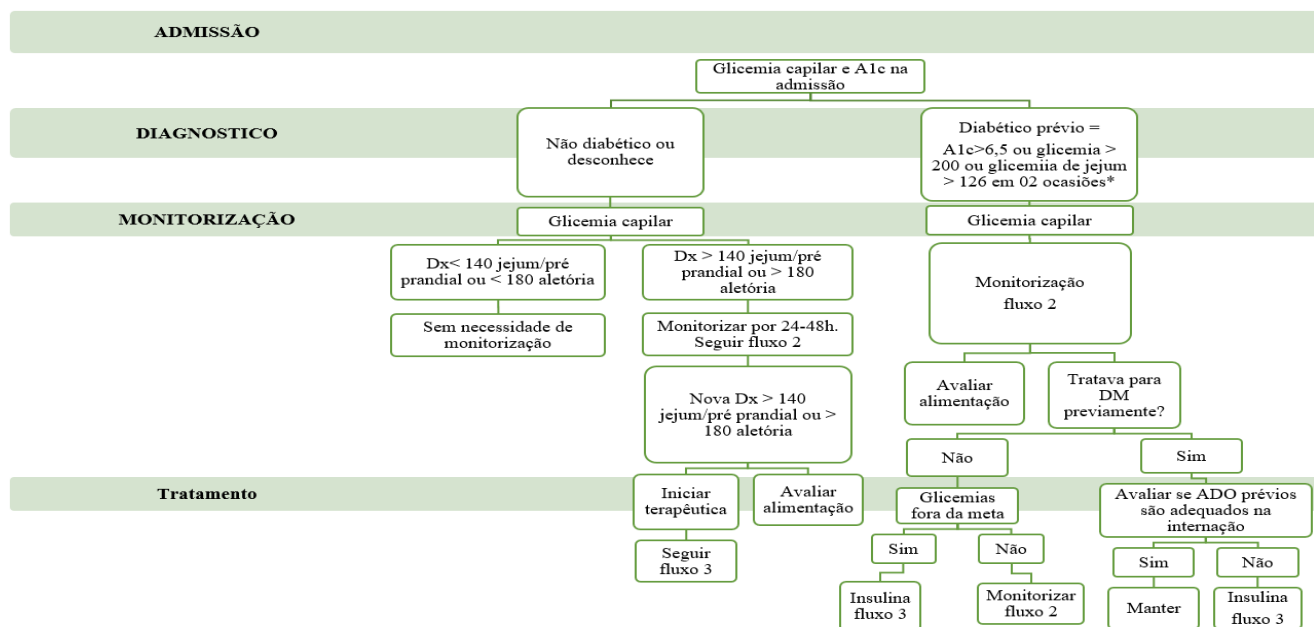 ADMISSÃO
Glicemia capilar e A1c na
admissão
DIAGNOSTICO
Não diabético ou
desconhece
Diabético prévio =
A1c>6,5 ou glicemia >
200 ou glicemiia de jejum
> 126 em 02 ocasiões*
MONITORIZAÇÃO
Glicemia capilar
Glicemia capilar
Dx< 140 jejum/pré
prandial ou < 180
aletória
Dx > 140 jejum/pré
prandial ou > 180
aletória
Monitorização
fluxo 2
Sem necessidade de
monitorização
Monitorizar por 24-48h.
Seguir fluxo 2
Avaliar
alimentação
Tratava para
DM
previamente?
Nova Dx > 140
jejum/pré prandial ou >
180 aletória
Não
Sim
Tratamento
Iniciar
terapêutica
Avaliar
alimentação
Glicemias
fora da meta
Avaliar se ADO prévios
são adequados na
internação
Seguir
fluxo 3
Sim
Não
Sim
Não
Insulina
fluxo 3
Monitorizar
fluxo 2
Manter
Insulina
fluxo 3